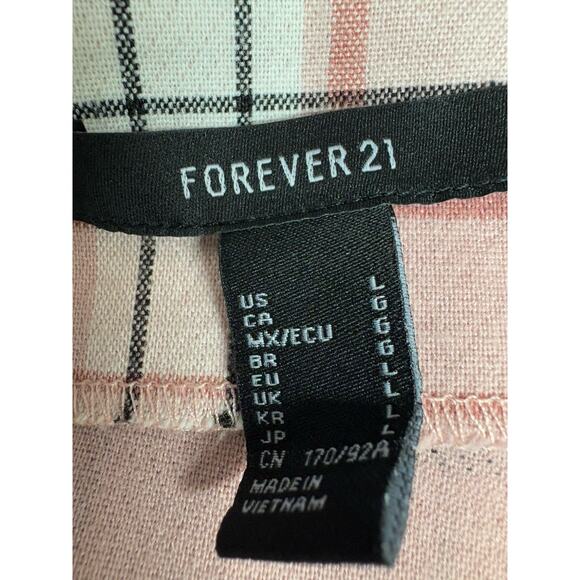 FOREVER 21
US L
CA G
MX/ECU G
BR G
EU L
UK L
KR L
JP L
CN 170/92A
MADE IN
VIETNAM